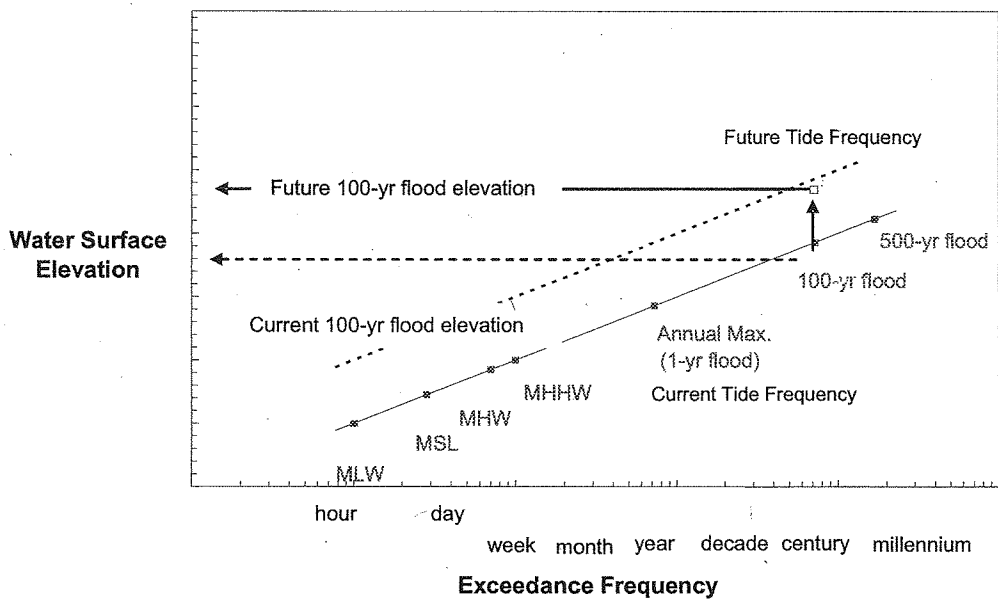 Future Tide Frequency
Future 100-yr flood elevation
Water Surface
Elevation
500-yr flood
100-yr flood
Current 100-yr flood elevation
Annual Max.
(1-yr flood)
Current Tide Frequency
MHHW
MHW
MSL
MLW
hour day
week month year decade century millennium
Exceedance Frequency